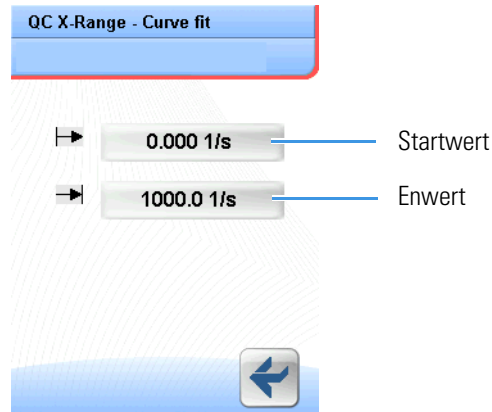 QC X-Range - Curve fit
0.000 1/s
Startwert
1000.0 1/s
Enwert